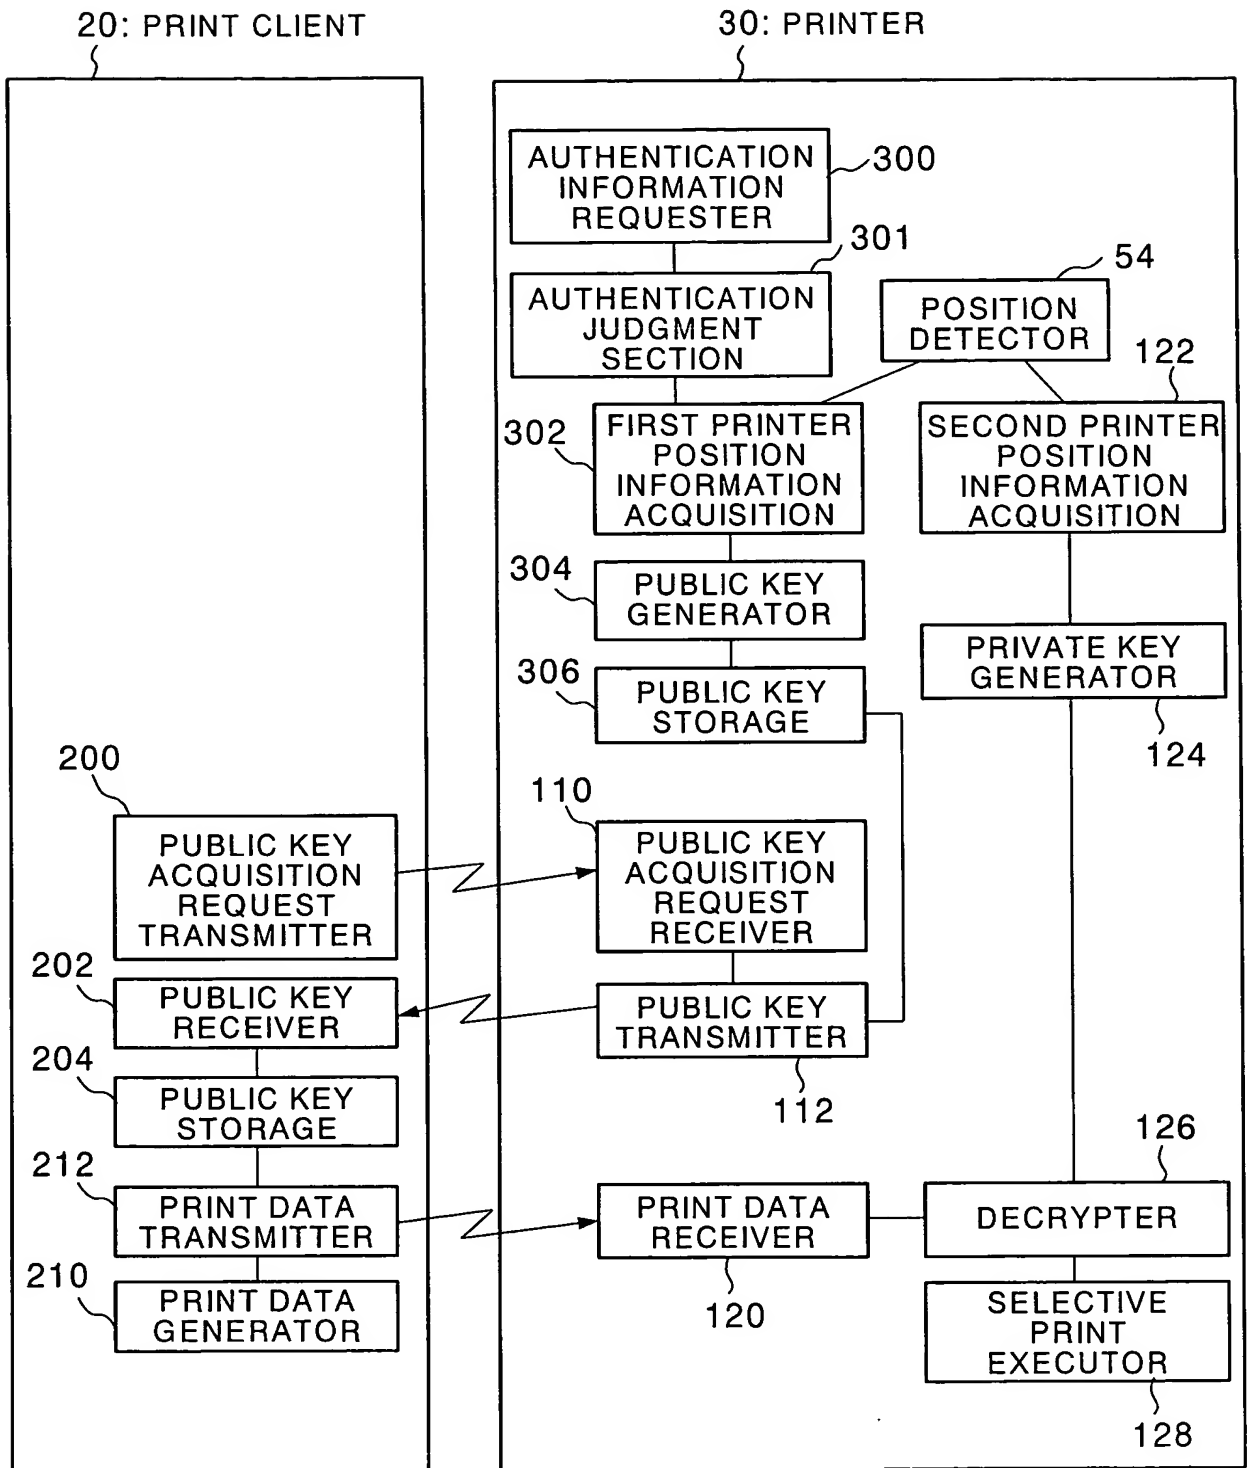 20: PRINT CLIENT
30: PRINTER
AUTHENTICATION
INFORMATION
REQUESTER
300
301
AUTHENTICATION
JUDGMENT
SECTION
54
POSITION
DETECTOR
122
302
FIRST PRINTER
POSITION
INFORMATION
ACQUISITION
SECOND PRINTER
POSITION
INFORMATION
ACQUISITION
304
PUBLIC KEY
GENERATOR
PRIVATE KEY
GENERATOR
124
306
PUBLIC KEY
STORAGE
200
PUBLIC KEY
ACQUISITION
REQUEST
TRANSMITTER
110
PUBLIC KEY
ACQUISITION
REQUEST
RECEIVER
202
PUBLIC KEY
RECEIVER
PUBLIC KEY
TRANSMITTER
112
204
PUBLIC KEY
STORAGE
212
PRINT DATA
TRANSMITTER
PRINT DATA
RECEIVER
120
126
DECRYPTER
210
PRINT DATA
GENERATOR
SELECTIVE
PRINT
EXECUTOR
128